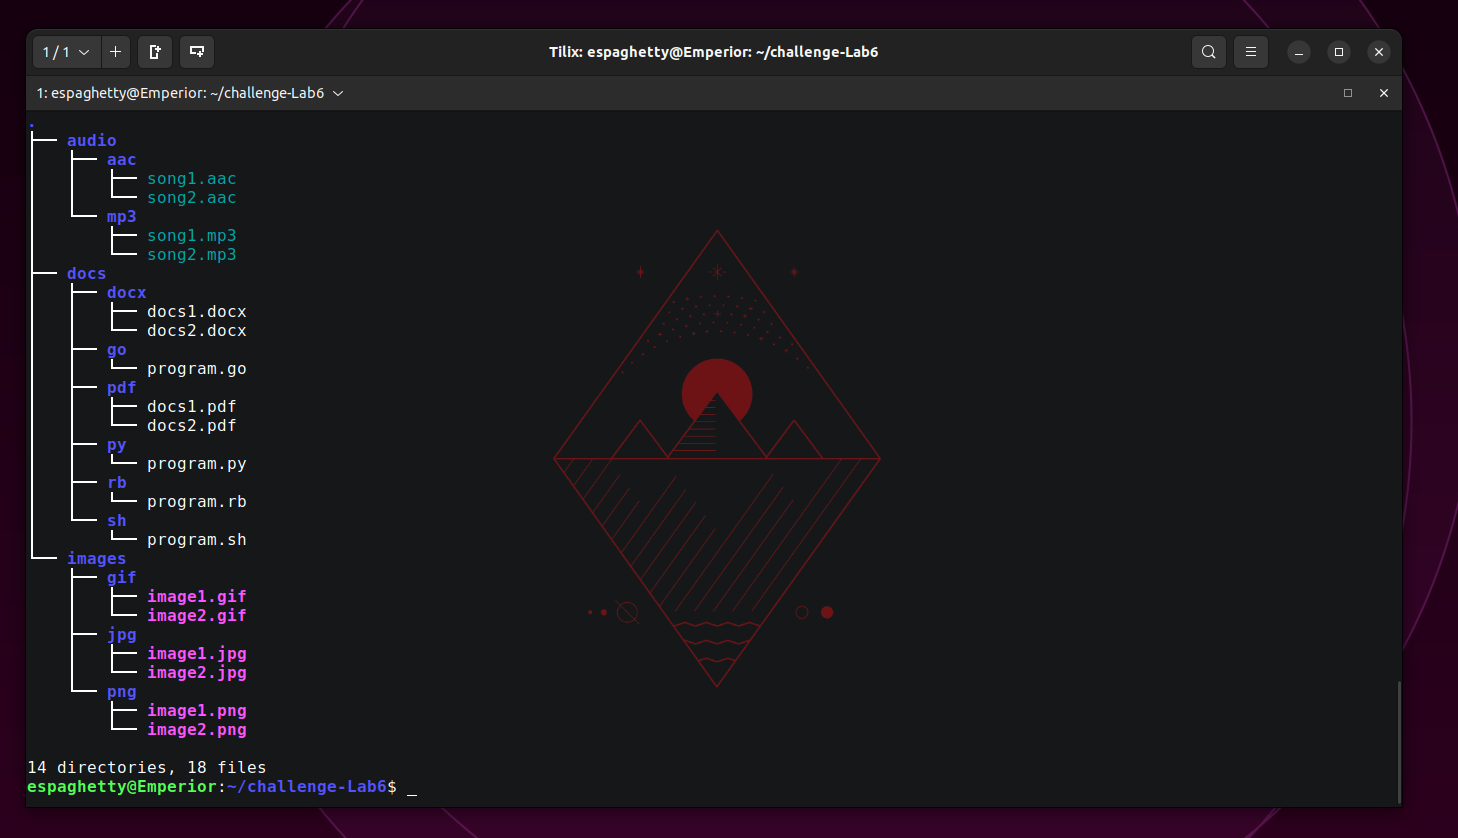 1 / 1
Tilix: espaghetty@Emperior: ~/challenge-Lab6
1: espaghetty@Emperior: ~/challenge-Lab6
.
├── audio
│   ├── aac
│   │   ├── song1.aac
│   │   └── song2.aac
│   └── mp3
│       ├── song1.mp3
│       └── song2.mp3
├── docs
│   ├── docx
│   │   ├── docs1.docx
│   │   └── docs2.docx
│   ├── go
│   │   └── program.go
│   ├── pdf
│   │   ├── docs1.pdf
│   │   └── docs2.pdf
│   ├── py
│   │   └── program.py
│   ├── rb
│   │   └── program.rb
│   └── sh
│       └── program.sh
└── images
    ├── gif
    │   ├── image1.gif
    │   └── image2.gif
    ├── jpg
    │   ├── image1.jpg
    │   └── image2.jpg
    └── png
        ├── image1.png
        └── image2.png
14 directories, 18 files
espaghetty@Emperior:~/challenge-Lab6$ _